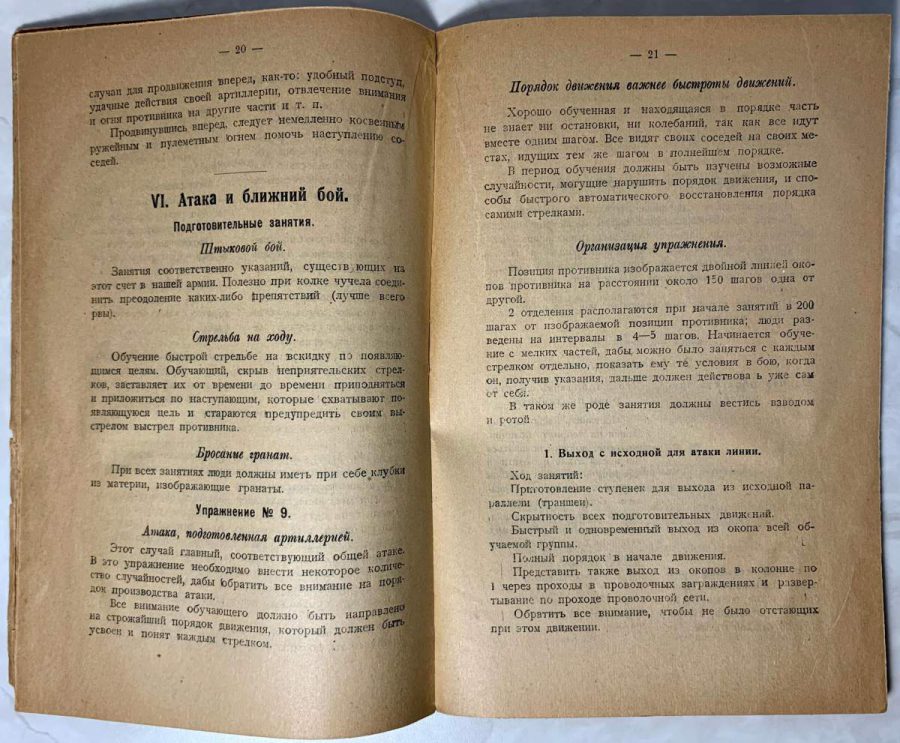 — 20 —
случаи для продвижения вперед, как-то: удобный подступ,
удачные действия своей артиллерии, отвлечение внимания
и огня противника на другие части и т. п.
Продвинувшись вперед, следует немедленно косвенным
ружейным и пулеметным огнем помочь наступлению со-
седей.
VI. Атака и ближний бой.
Подготовительные занятия.
Штыковой бой.
Занятия соответственно указаний, существующих на
этот счет в нашей армии. Полезно при колке чучела соеди-
нить преодоление каких-либо препятствий (лучше всего
рвы).
Стрельба на ходу.
Обучение быстрой стрельбе на вскидку по появляю-
щимся целям. Обучающий, скрыв неприятельских стрел-
ков, заставляет их от времени до времени приподняться
и приложиться по наступающим, которые схватывают по-
являющуюся цель и стараются предупредить своим вы-
стрелом выстрел противника.
Бросание гранат.
При всех занятиях люди должны иметь при себе клубки
из материи, изображающие гранаты.
Упражнение № 9.
Атака, подготовленная артиллерией.
Этот случай главный, соответствующий общей атаке.
В это упражнение необходимо внести некоторое количе-
ство случайностей, дабы обратить все внимание на поря-
док производства атаки.
Все внимание обучающего должно быть направлено
на строжайший порядок движения, который должен быть
усвоен и понят каждым стрелком.
— 21 —
Порядок движения важнее быстроты движений.
Хорошо обученная и находящаяся в порядке часть
не знает ни остановки, ни колебаний, так как все идут
вместе одним шагом. Все видят своих соседей на своих ме-
стах, идущих тем же шагом в полнейшем порядке.
В период обучения должны быть изучены возможные
случайности, могущие нарушить порядок движения, и спо-
собы быстрого автоматического восстановления порядка
самими стрелками.
Организация упражнения.
Позиция противника изображается двойной линией око-
пов противника на расстоянии около 150 шагов одна от
другой.
2 отделения располагаются при начале занятий в 200
шагах от изображаемой позиции противника; люди раз-
ведены на интервалы в 4—5 шагов. Начинается обуче-
ние с мелких частей, дабы можно было заняться с каждым
стрелком отдельно, показать ему те условия в бою, когда
он, получив указания, дальше должен действова ь уже сам
от себя.
В таком же роде занятия должны вестись взводом
и ротой
1. Выход с исходной для атаки линии.
Ход занятий:
Приготовление ступенек для выхода из исходной па-
раллели (траншеи).
Скрытность всех подготовительных движений.
Быстрый и одновременный выход из окопа всей об-
учаемой группы.
Полный порядок в начале движения.
Представить также выход из окопов в колонне по
1 через проходы в проволочных заграждениях и развер-
тывание по проходе проволочной сети.
Обратить все внимание, чтобы не было отстающих
при этом движении.